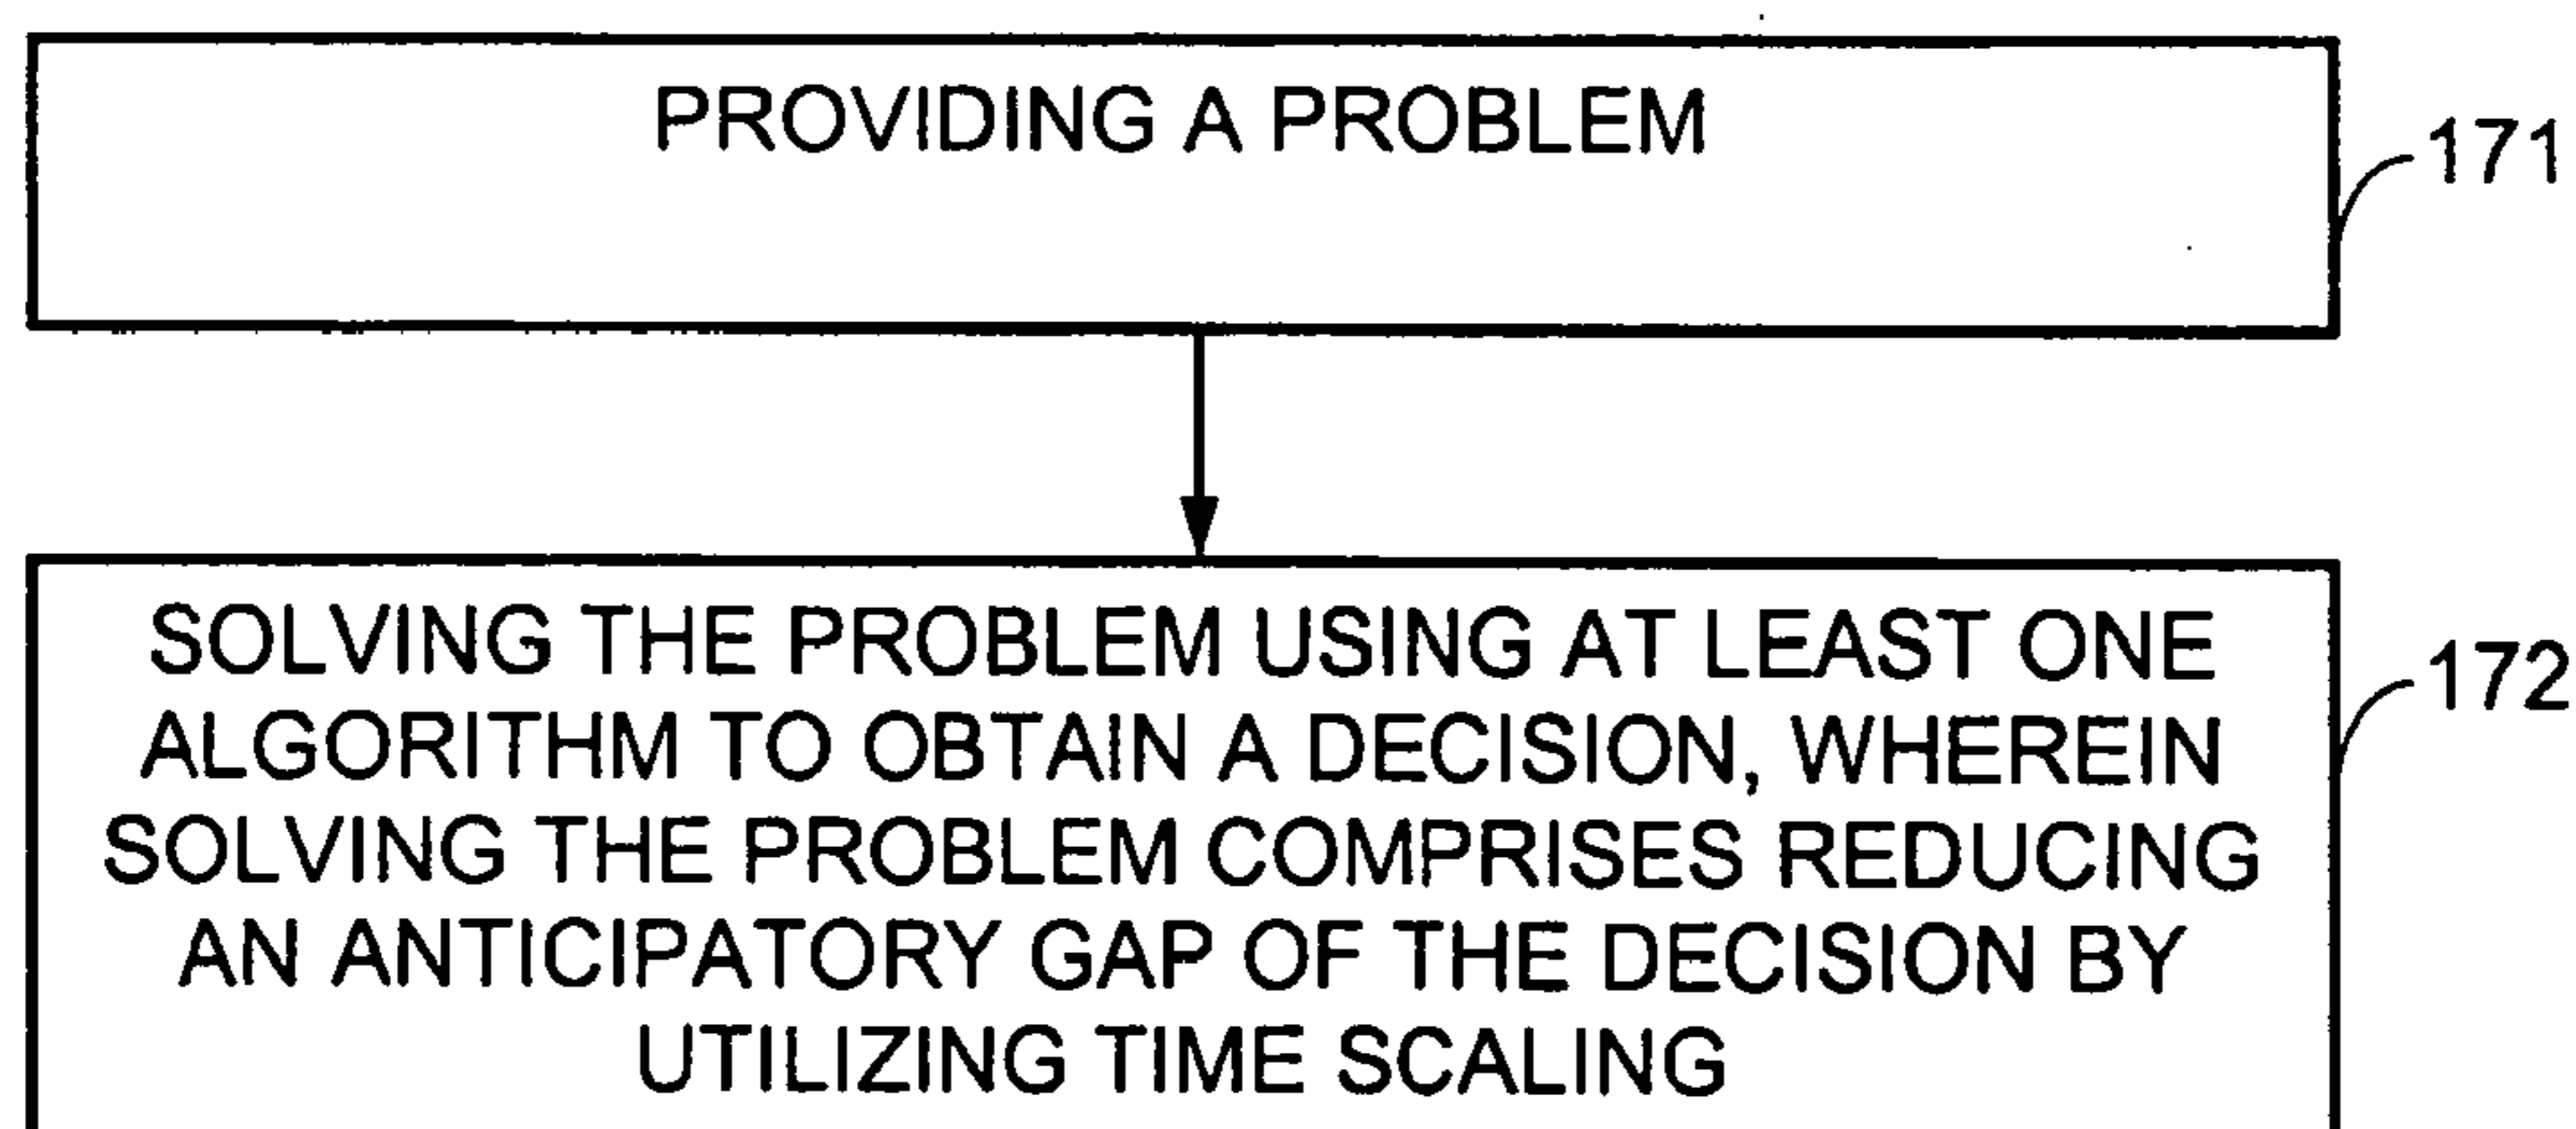 PROVIDING A PROBLEM
171
SOLVING THE PROBLEM USING AT LEAST ONE
ALGORITHM TO OBTAIN A DECISION, WHEREIN
SOLVING THE PROBLEM COMPRISES REDUCING
AN ANTICIPATORY GAP OF THE DECISION BY
UTILIZING TIME SCALING
172